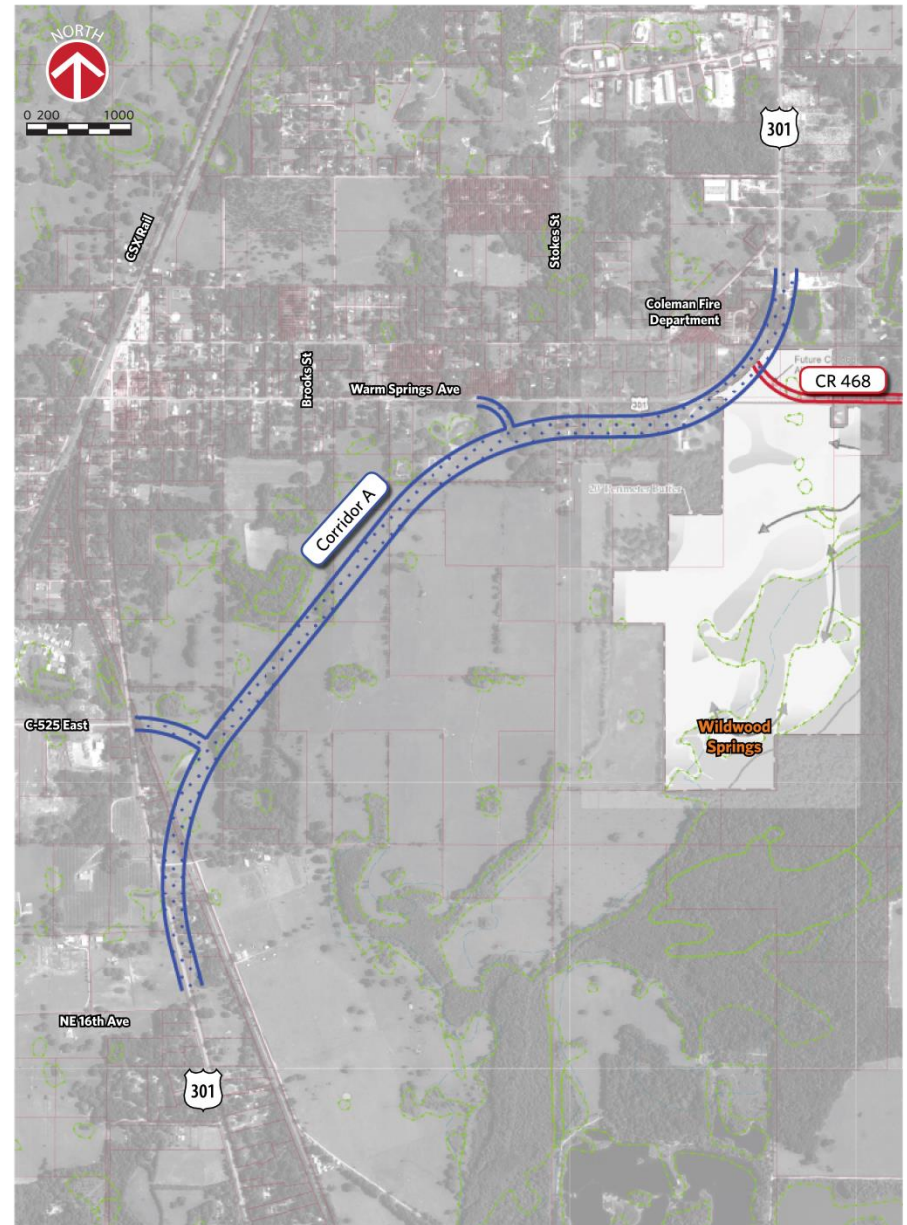 NORTH
0 200 1000
301
CSX Rail
Stokes St
Coleman Fire
Department
Brooks St
Warm Springs Ave
Future C
CR 468
301
20' Perimeter Buffer
Corridor A
C-525 East
Wildwood
Springs
NE 16th Ave
301